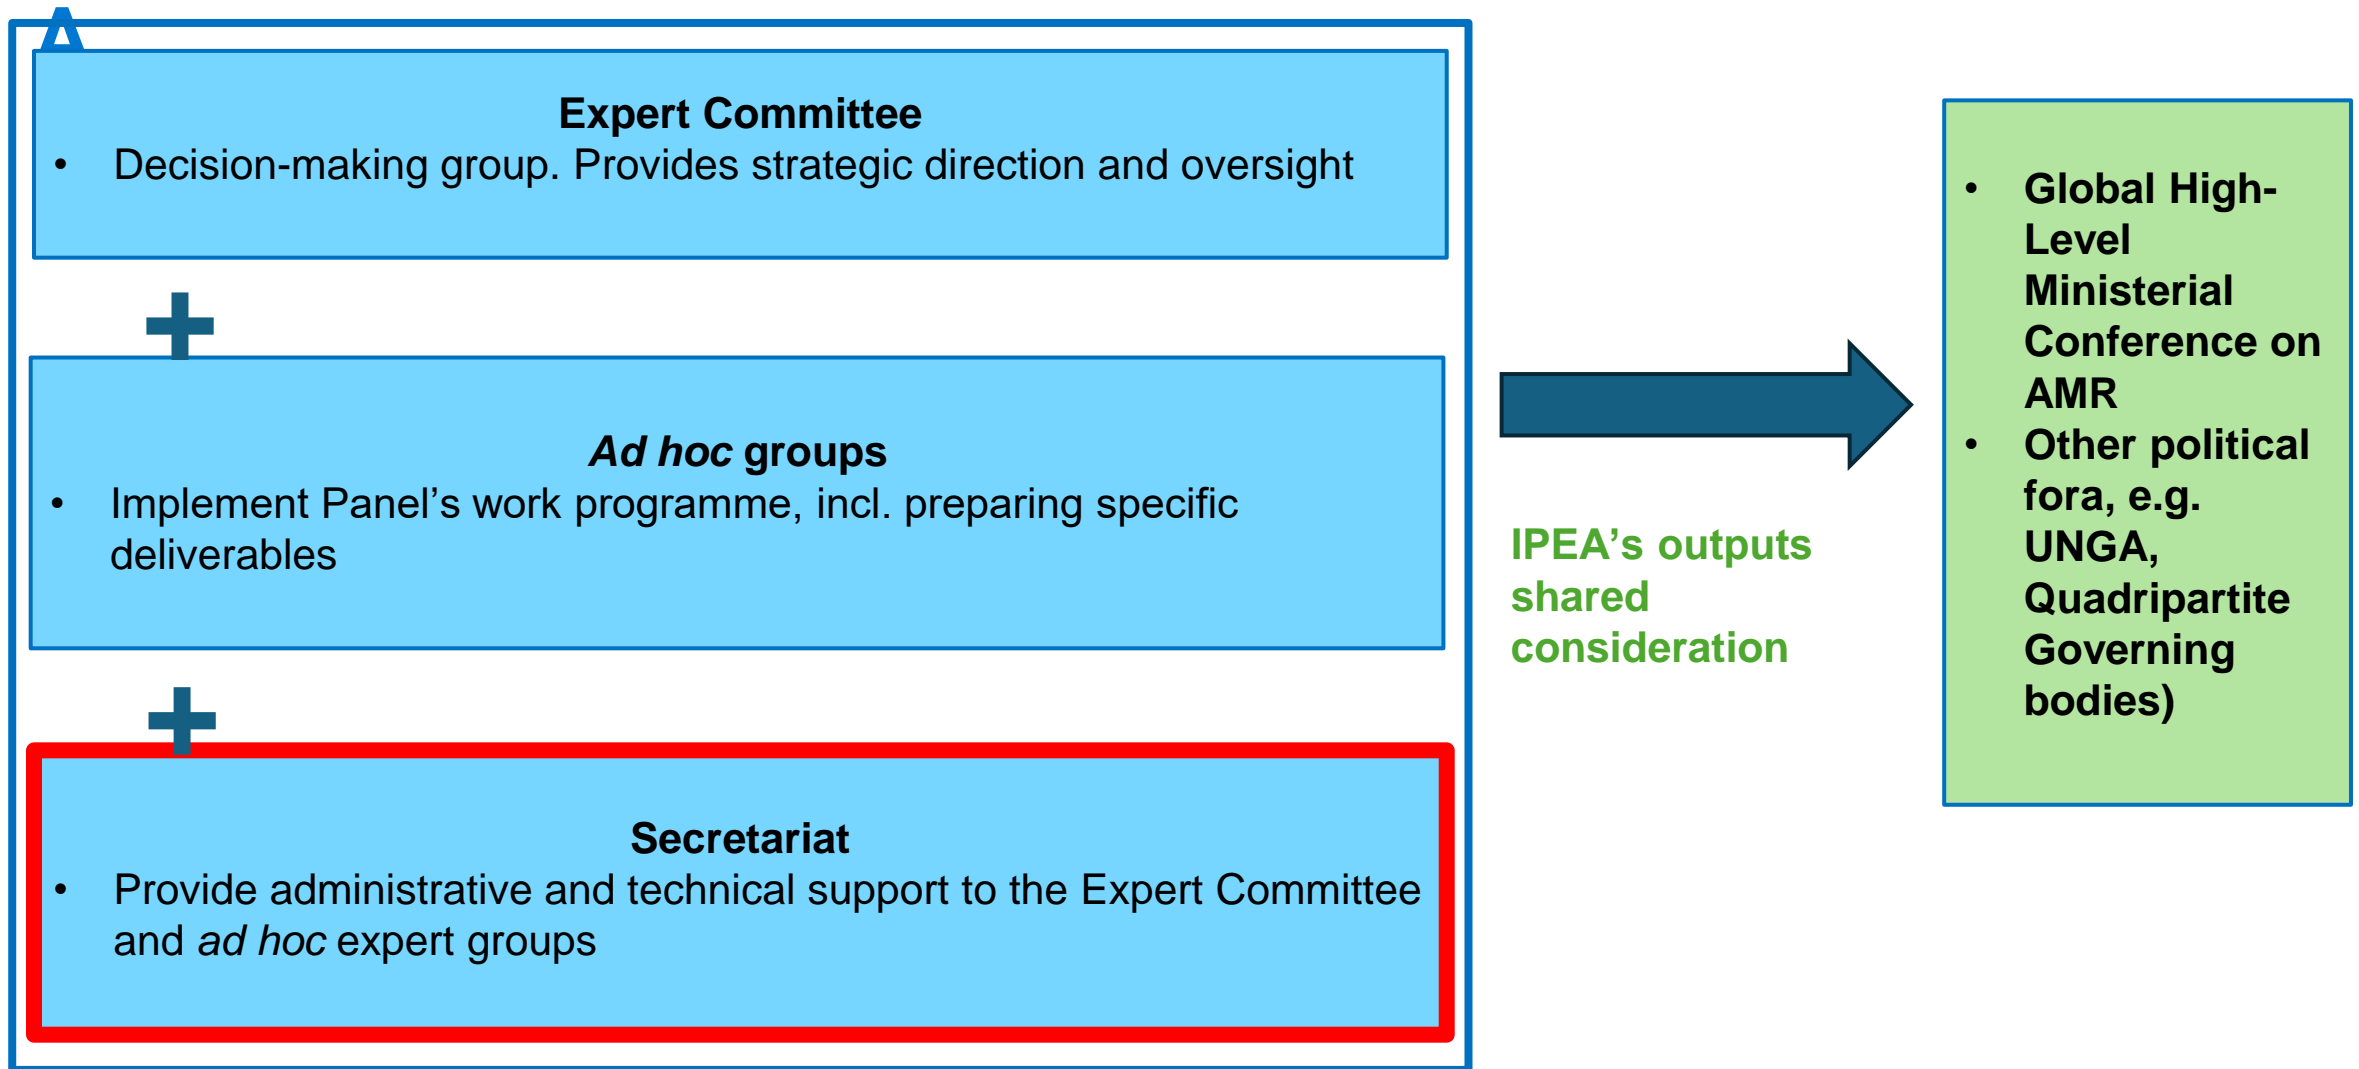 A
Expert Committee
• Decision-making group. Provides strategic direction and oversight
Ad hoc groups
• Implement Panel’s work programme, incl. preparing specific
deliverables
Secretariat
• Provide administrative and technical support to the Expert Committee
and ad hoc expert groups
IPEA’s outputs
shared
consideration
• Global High-
Level
Ministerial
Conference on
AMR
• Other political
fora, e.g.
UNGA,
Quadripartite
Governing
bodies)